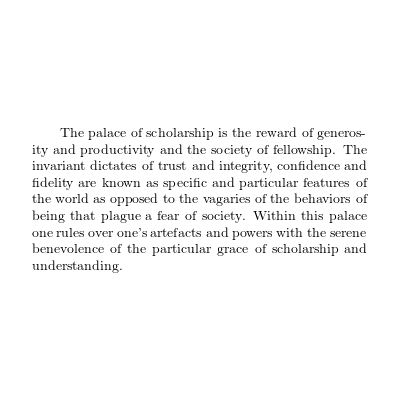 The palace of scholarship is the reward of generos-
ity and productivity and the society of fellowship. The
invariant dictates of trust and integrity, confidence and
fidelity are known as specific and particular features of
the world as opposed to the vagaries of the behaviors of
being that plague a fear of society. Within this palace
one rules over one's artefacts and powers with the serene
benevolence of the particular grace of scholarship and
understanding.